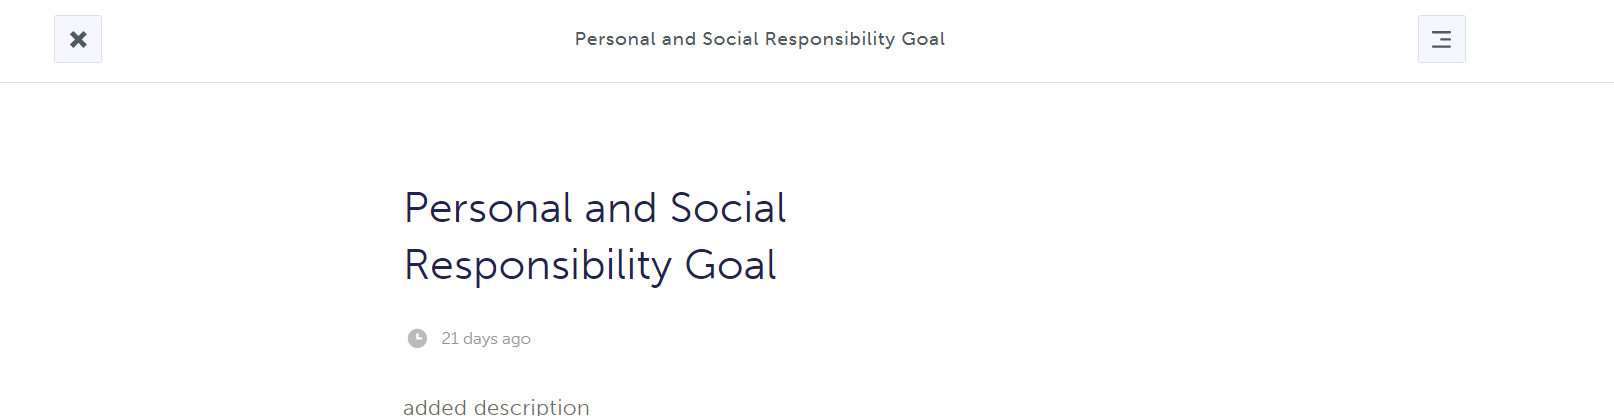 Personal and Social Responsibility Goal
Personal and Social
Responsibility Goal
21 days ago
added description